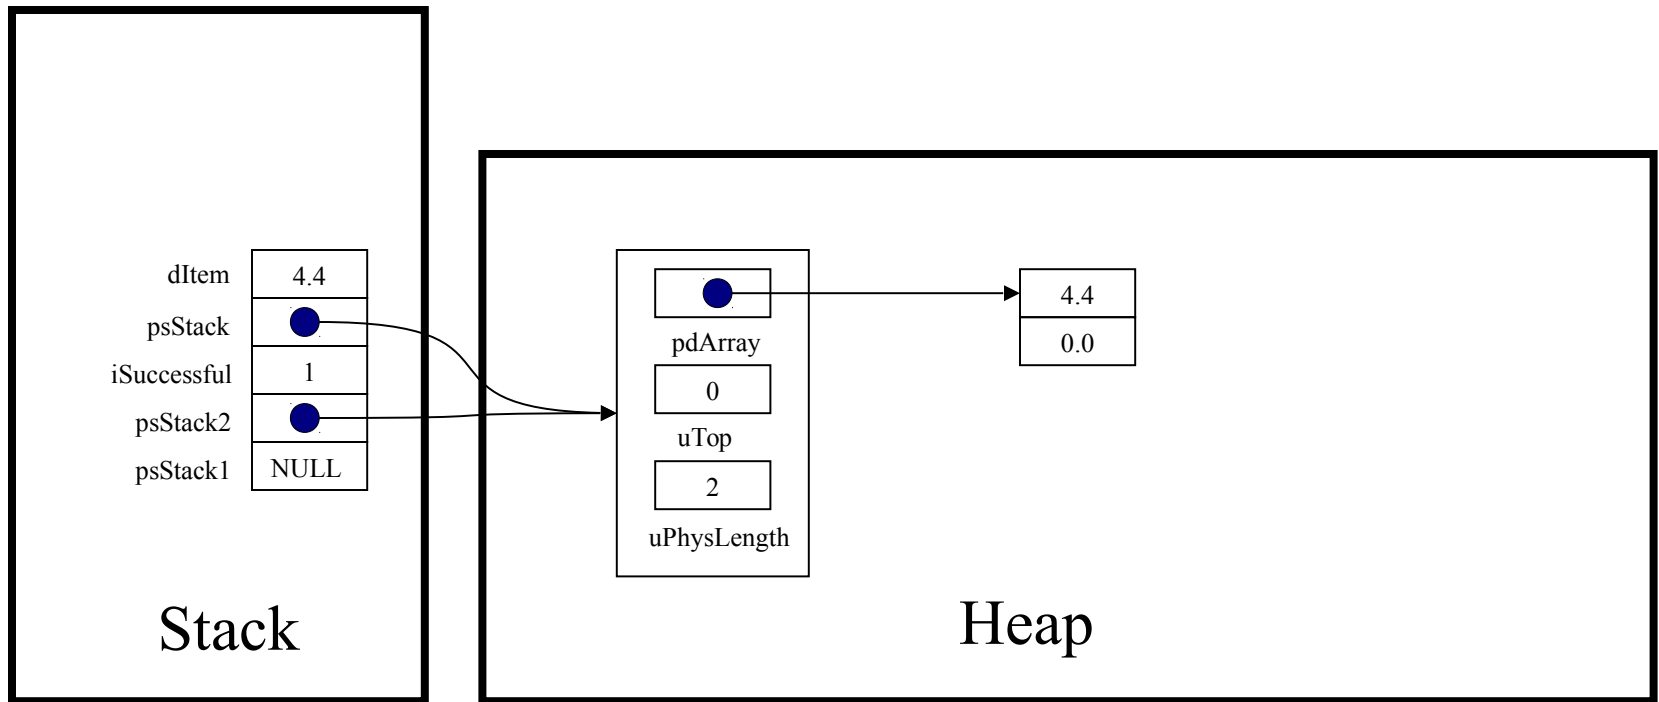 dItem 4.4
psStack
iSuccessful 1
psStack2
psStack1 NULL
Stack
pdArray
0
uTop
2
uPhysLength
4.4
0.0
Heap